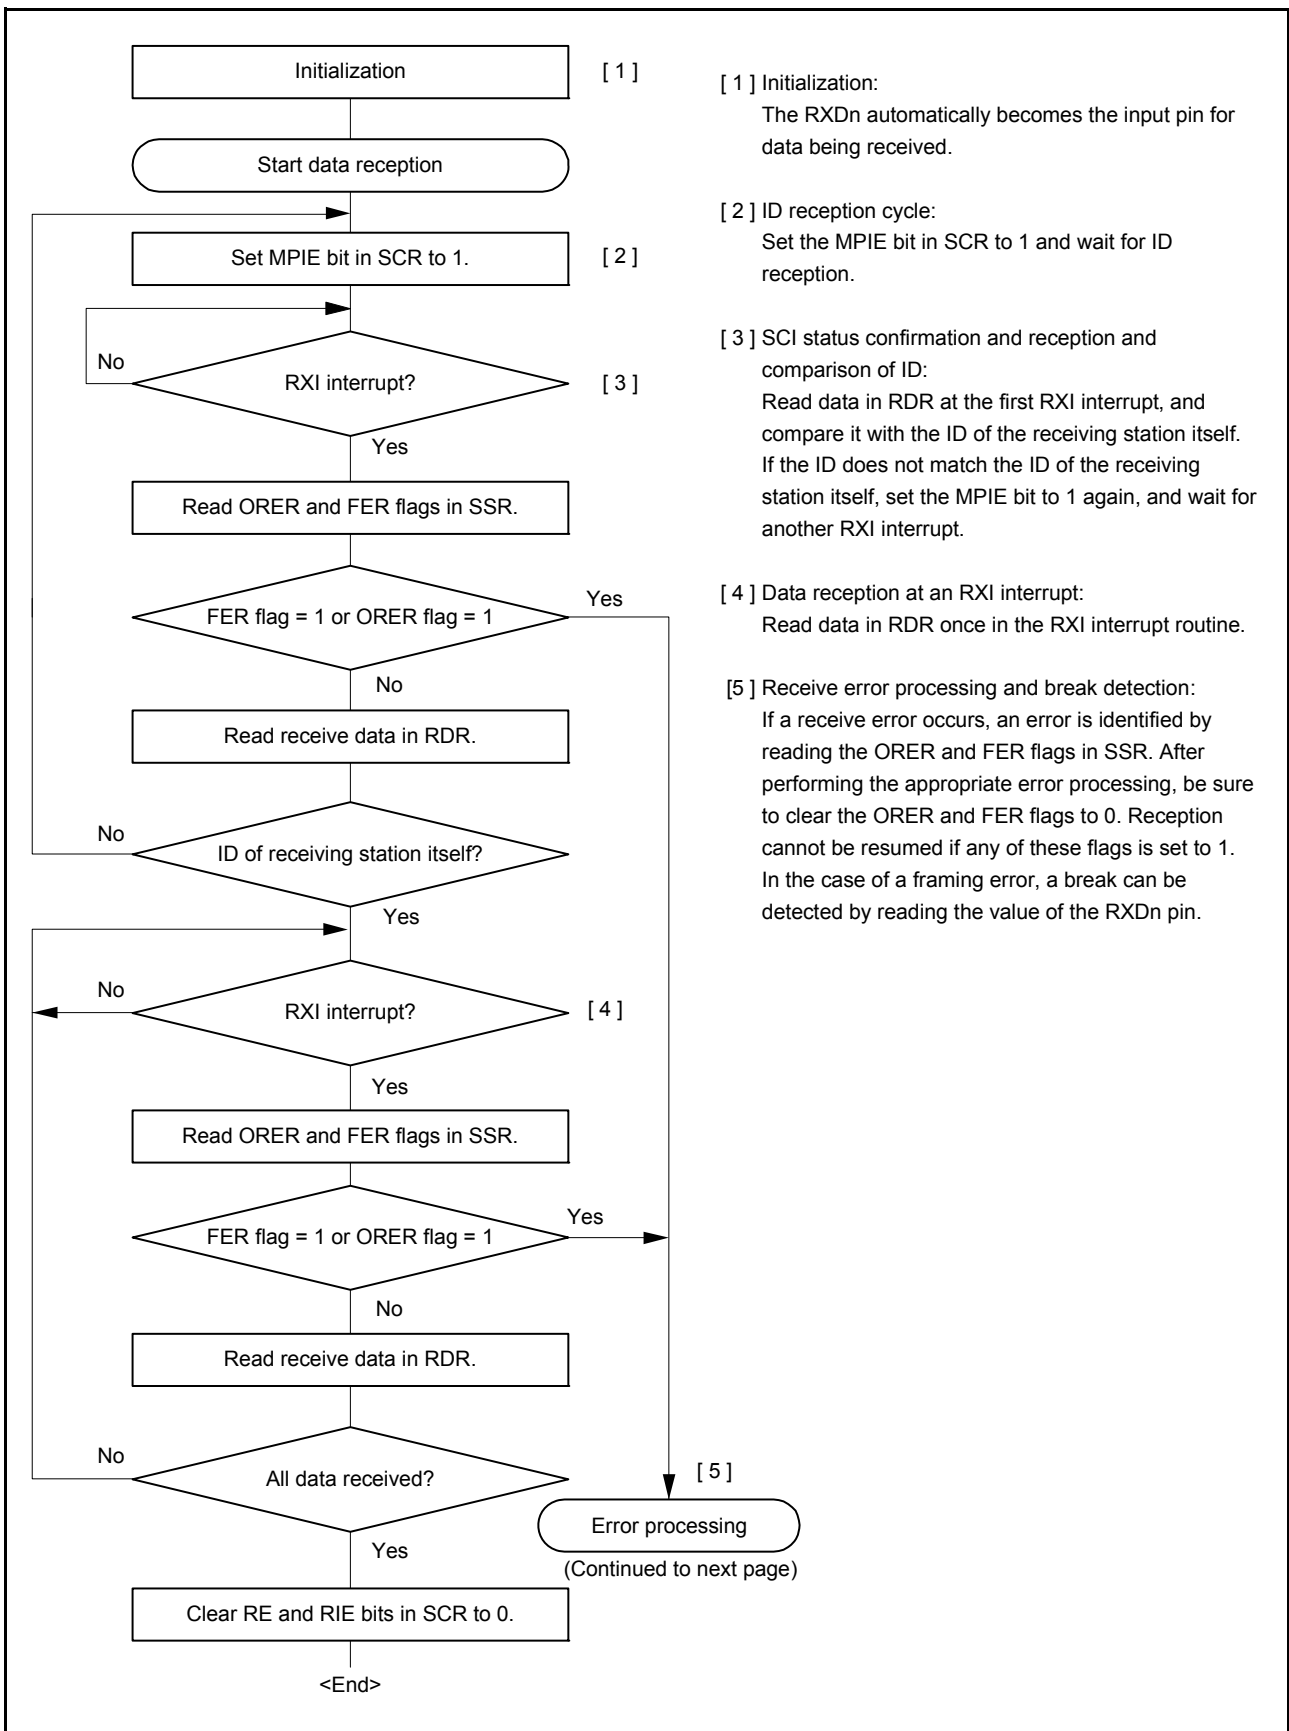 Initialization
[ 1 ]
Start data reception
Set MPIE bit in SCR to 1.
[ 2 ]
No
RXI interrupt?
[ 3 ]
Yes
Read ORER and FER flags in SSR.
FER flag = 1 or ORER flag = 1
Yes
No
Read receive data in RDR.
No
ID of receiving station itself?
Yes
No
RXI interrupt?
[ 4 ]
Yes
Read ORER and FER flags in SSR.
FER flag = 1 or ORER flag = 1
Yes
No
Read receive data in RDR.
No
All data received?
[ 5 ]
Error processing
(Continued to next page)
Yes
Clear RE and RIE bits in SCR to 0.
<End>
[ 1 ] Initialization:
The RXDn automatically becomes the input pin for
data being received.
[ 2 ] ID reception cycle:
Set the MPIE bit in SCR to 1 and wait for ID
reception.
[ 3 ] SCI status confirmation and reception and
comparison of ID:
Read data in RDR at the first RXI interrupt, and
compare it with the ID of the receiving station itself.
If the ID does not match the ID of the receiving
station itself, set the MPIE bit to 1 again, and wait for
another RXI interrupt.
[ 4 ] Data reception at an RXI interrupt:
Read data in RDR once in the RXI interrupt routine.
[5 ] Receive error processing and break detection:
If a receive error occurs, an error is identified by
reading the ORER and FER flags in SSR. After
performing the appropriate error processing, be sure
to clear the ORER and FER flags to 0. Reception
cannot be resumed if any of these flags is set to 1.
In the case of a framing error, a break can be
detected by reading the value of the RXDn pin.